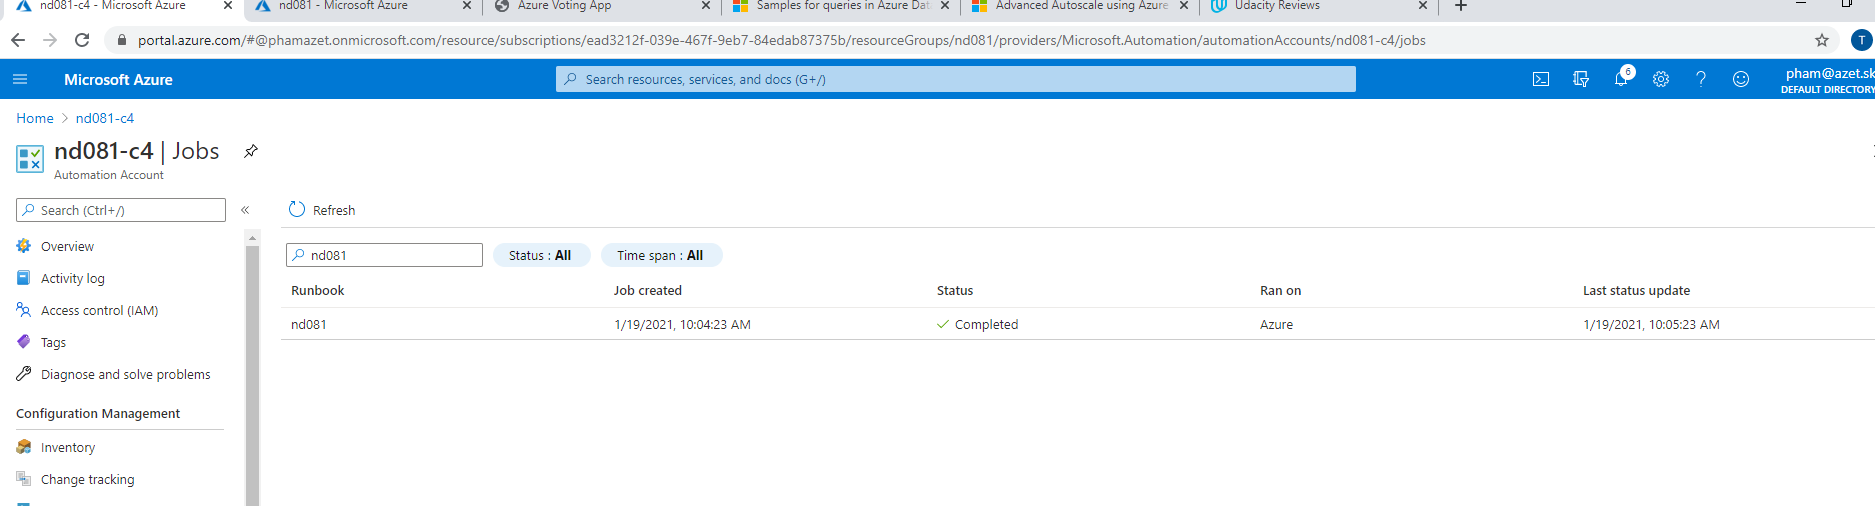 nd081-c4 - Microsoft Azure
nd081 - Microsoft Azure
Azure Voting App
Samples for queries in Azure Dat
Advanced Autoscale using Azure
Udacity Reviews
portal.azure.com/#@phamazet.onmicrosoft.com/resource/subscriptions/ead3212f-039e-467f-9eb7-84edab87375b/resourceGroups/nd081/providers/Microsoft.Automation/automationAccounts/nd081-c4/jobs
T
Microsoft Azure
Search resources, services, and docs (G+/)
6
pham@azet.sk
DEFAULT DIRECTORY
Home > nd081-c4
nd081-c4 | Jobs
Automation Account
Search (Ctrl+/)
«
Refresh
Overview
Activity log
Access control (IAM)
Tags
Diagnose and solve problems
Configuration Management
Inventory
Change tracking
nd081
Status : All
Time span : All
Runbook Job created Status Ran on Last status update
nd081 1/19/2021, 10:04:23 AM Completed Azure 1/19/2021, 10:05:23 AM